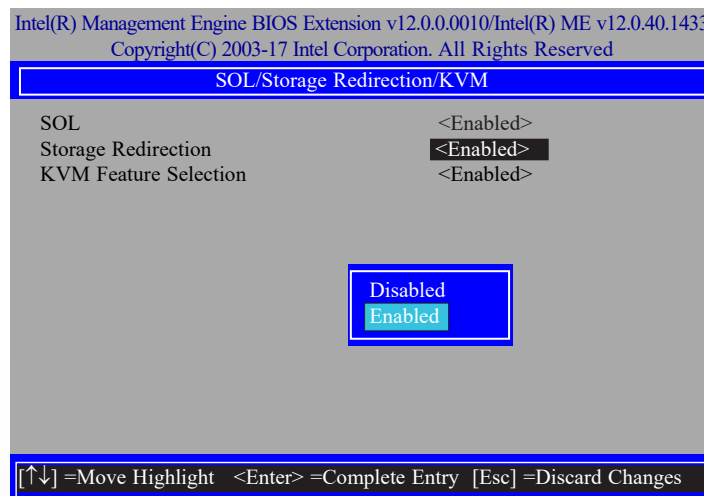 Intel(R) Management Engine BIOS Extension v12.0.0.0010/Intel(R) ME v12.0.40.1433
Copyright(C) 2003-17 Intel Corporation. All Rights Reserved
SOL/Storage Redirection/KVM
SOL <Enabled>
Storage Redirection <Enabled>
KVM Feature Selection <Enabled>
Disabled
Enabled
[↑↓] =Move Highlight <Enter> =Complete Entry [Esc] =Discard Changes